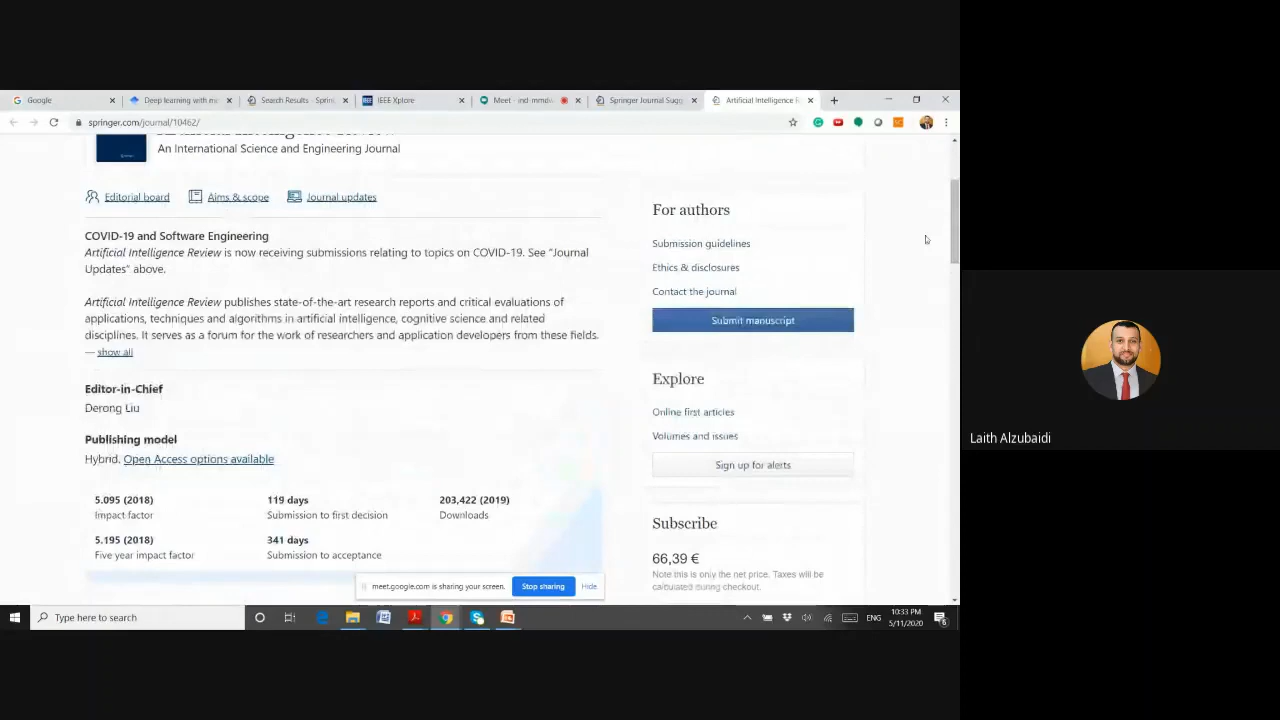 Google
Deep learning with m
Search Results - Sprin
IEEE Xplore
Meet - ind-mmdw
Springer Journal Sugg
Artificial Intelligence R
springer.com/journal/10462/
An International Science and Engineering Journal
Editorial board
Aims & scope
Journal updates
COVID-19 and Software Engineering
Artificial Intelligence Review is now receiving submissions relating to topics on COVID-19. See "Journal
Updates" above.
Artificial Intelligence Review publishes state-of-the-art research reports and critical evaluations of
applications, techniques and algorithms in artificial intelligence, cognitive science and related
disciplines. It serves as a forum for the work of researchers and application developers from these fields.
— show all
Editor-in-Chief
Derong Liu
Publishing model
Hybrid. Open Access options available
5.095 (2018)
Impact factor
119 days
Submission to first decision
203,422 (2019)
Downloads
5.195 (2018)
Five year impact factor
341 days
Submission to acceptance
For authors
Submission guidelines
Ethics & disclosures
Contact the journal
Submit manuscript
Explore
Online first articles
Volumes and issues
Sign up for alerts
Subscribe
66,39 €
Note this is only the net price. Taxes will be
calculated during checkout.
meet.google.com is sharing your screen.
Stop sharing
Hide
Type here to search
ENG
10:33 PM
5/11/2020
Laith Alzubaidi